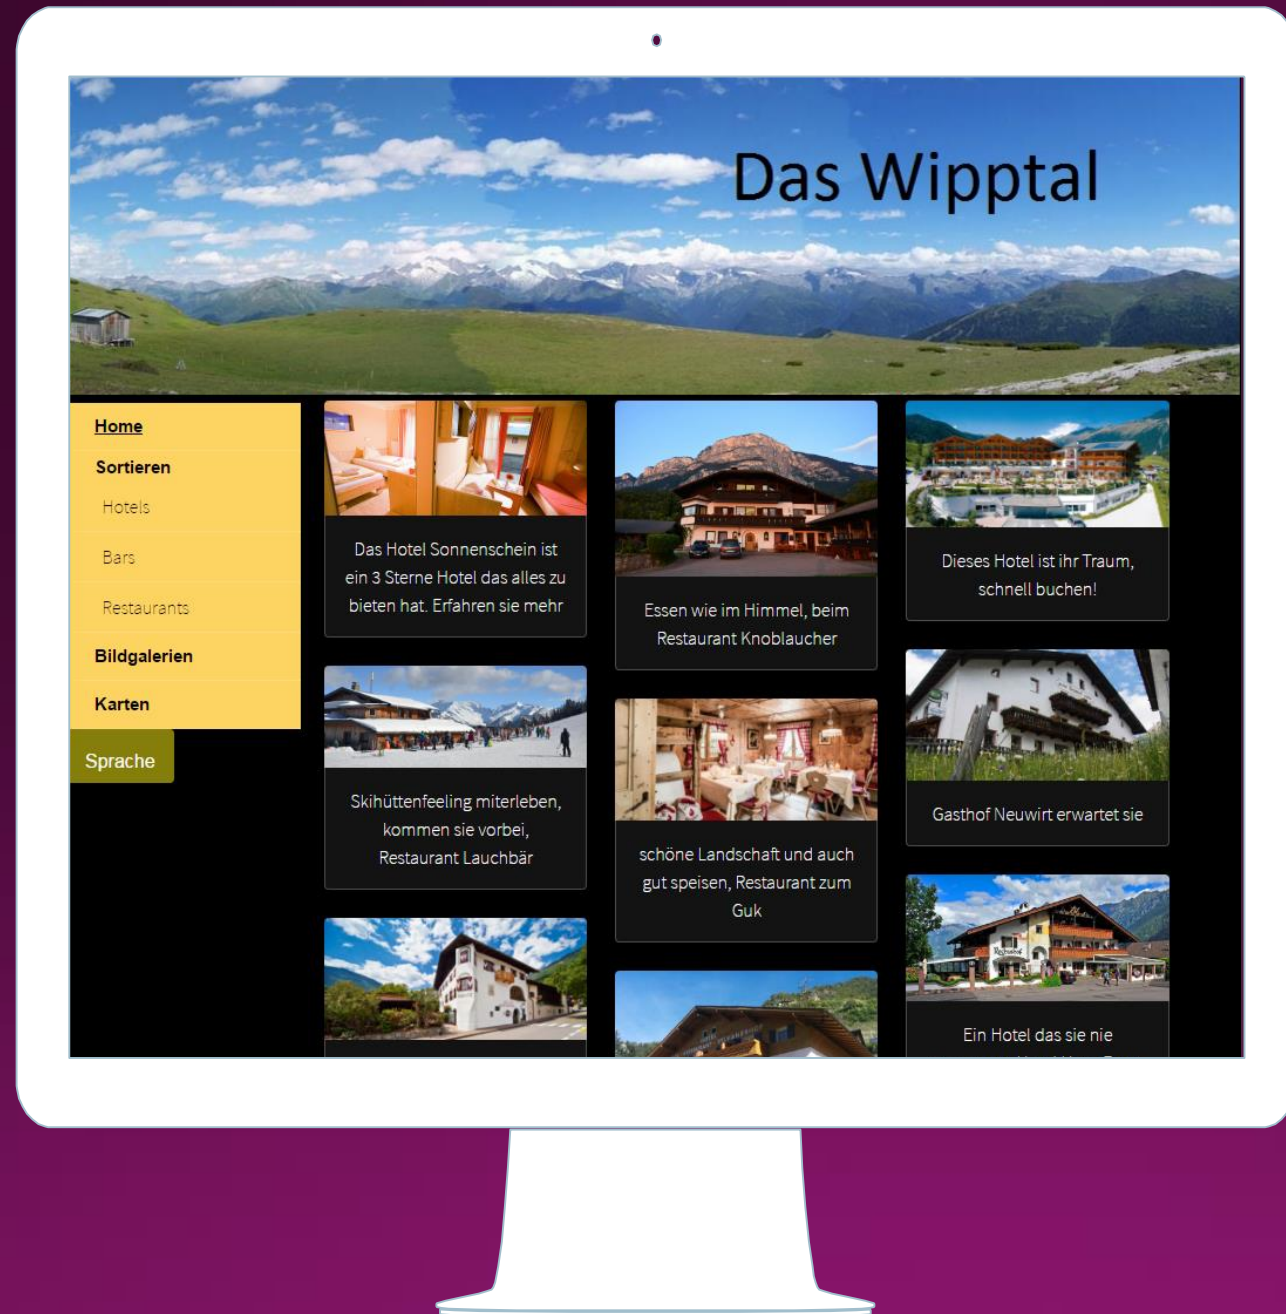 Das Wipptal
Home
Sortieren
Hotels
Bars
Restaurants
Bildgalerien
Karten
Sprache
Das Hotel Sonnenschein ist
ein 3 Sterne Hotel das alles zu
bieten hat. Erfahren sie mehr
Skihüttenfeeling miterleben,
kommen sie vorbei,
Restaurant Lauchbär
Essen wie im Himmel, beim
Restaurant Knoblaucher
schöne Landschaft und auch
gut speisen, Restaurant zum
Guk
Dieses Hotel ist ihr Traum,
schnell buchen!
Gasthof Neuwirt erwartet sie
Ein Hotel das sie nie